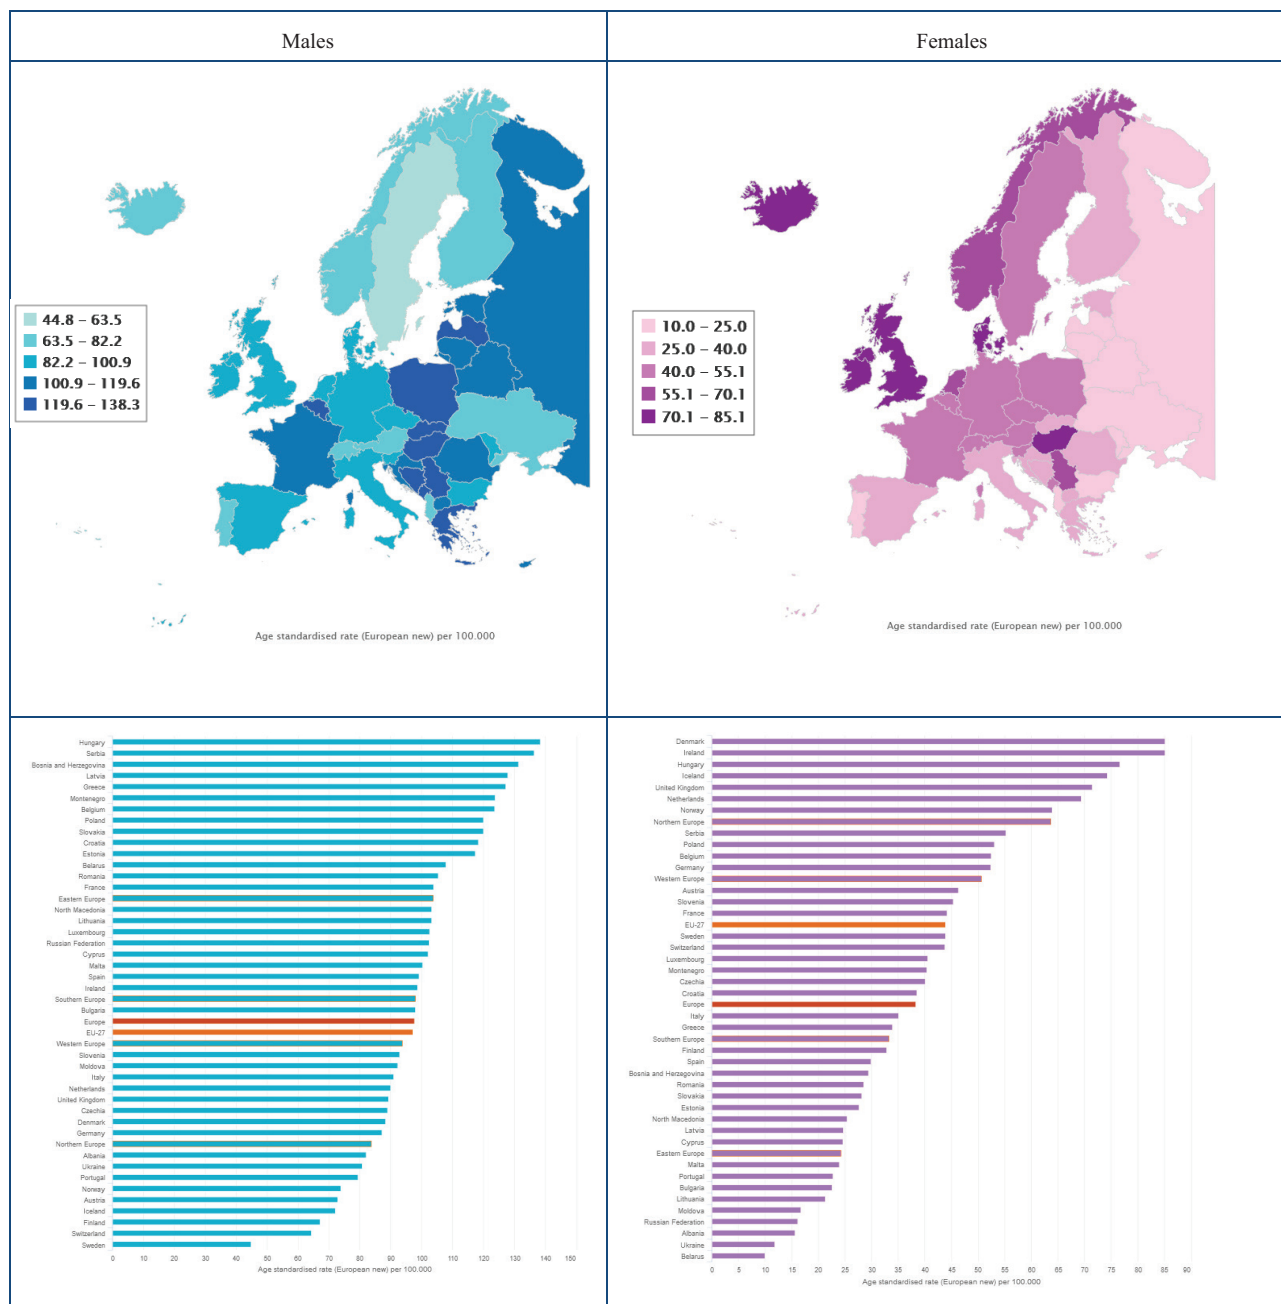 Males
Females
44.8 – 63.5
63.5 – 82.2
82.2 – 100.9
100.9 – 119.6
119.6 – 138.3
Age standardised rate (European new) per 100.000
10.0 – 25.0
25.0 – 40.0
40.0 – 55.1
55.1 – 70.1
70.1 – 85.1
Age standardised rate (European new) per 100.000
Hungary
Serbia
Bosnia and Herzegovina
Latvia
Greece
Montenegro
Belgium
Poland
Slovakia
Croatia
Estonia
Belarus
Romania
France
Eastern Europe
North Macedonia
Lithuania
Luxembourg
Russian Federation
Cyprus
Malta
Spain
Ireland
Southern Europe
Bulgaria
Europe
EU-27
Western Europe
Slovenia
Moldova
Italy
Netherlands
United Kingdom
Czechia
Denmark
Germany
Northern Europe
Albania
Ukraine
Portugal
Norway
Austria
Iceland
Finland
Switzerland
Sweden
0 10 20 30 40 50 60 70 80 90 100 110 120 130 140 150
Age standardised rate (European new) per 100.000
Denmark
Ireland
Hungary
Iceland
United Kingdom
Netherlands
Norway
Northern Europe
Serbia
Poland
Belgium
Germany
Western Europe
Austria
Slovenia
France
EU-27
Sweden
Switzerland
Luxembourg
Montenegro
Czechia
Croatia
Europe
Italy
Greece
Southern Europe
Finland
Spain
Bosnia and Herzegovina
Romania
Slovakia
Estonia
North Macedonia
Latvia
Cyprus
Eastern Europe
Malta
Portugal
Bulgaria
Lithuania
Moldova
Russian Federation
Albania
Ukraine
Belarus
0 5 10 15 20 25 30 35 40 45 50 55 60 65 70 75 80 85 90
Age standardised rate (European new) per 100.000